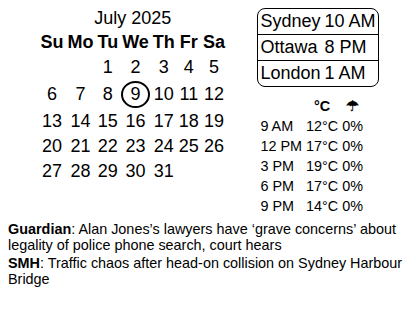 July 2025
Su Mo Tu We Th Fr Sa
1 2 3 4 5
6 7 8 9 10 11 12
13 14 15 16 17 18 19
20 21 22 23 24 25 26
27 28 29 30 31
Sydney 10 AM
Ottawa 8 PM
London 1 AM
°C ☂
9 AM 12°C 0%
12 PM 17°C 0%
3 PM 19°C 0%
6 PM 17°C 0%
9 PM 14°C 0%
Guardian: Alan Jones’s lawyers have ‘grave concerns’ about
legality of police phone search, court hears
SMH: Traffic chaos after head-on collision on Sydney Harbour
Bridge